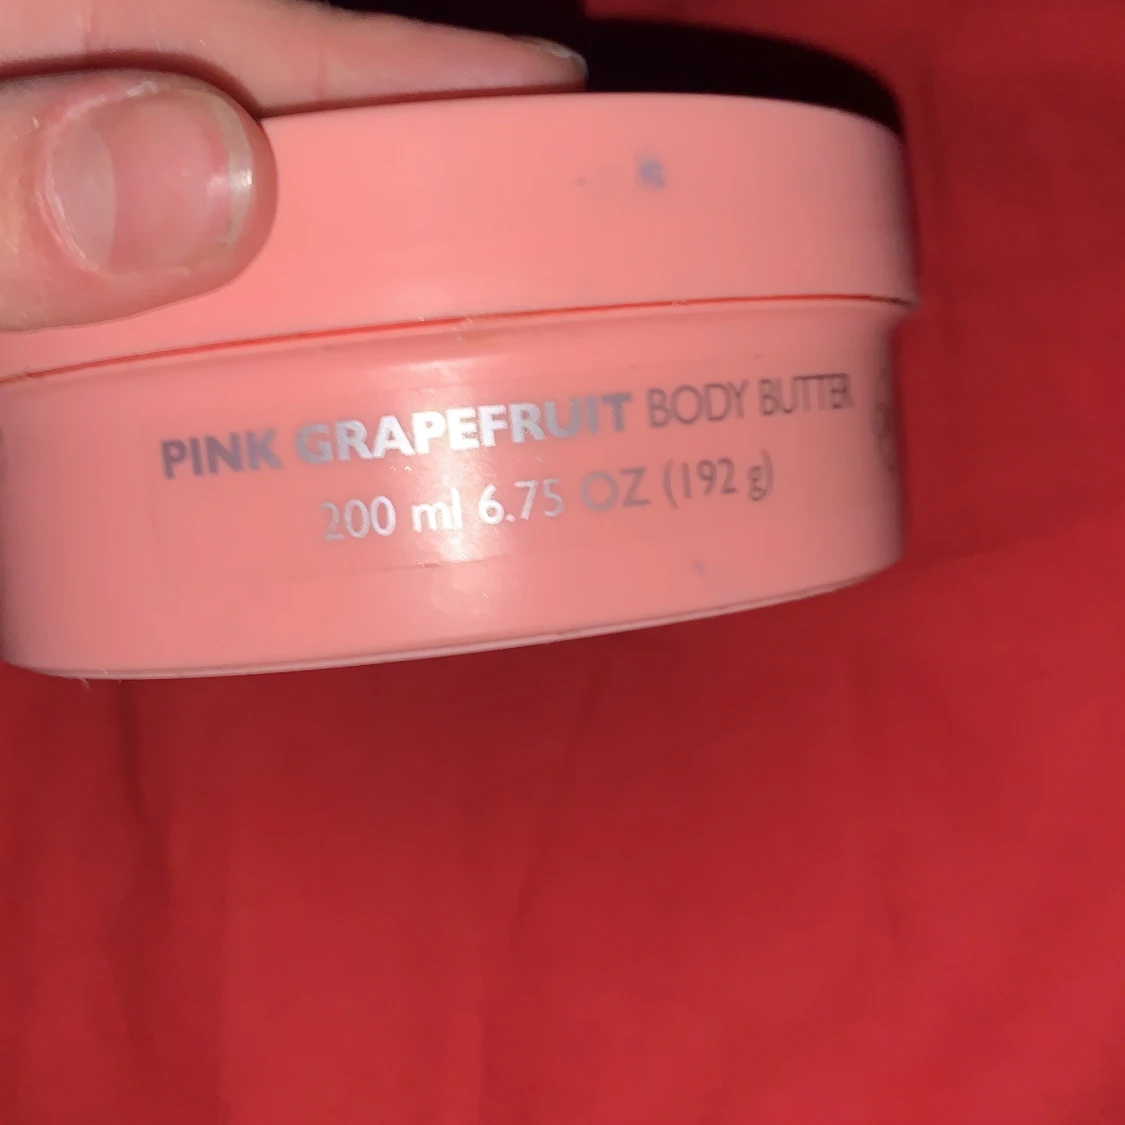 PINK GRAPEFRUIT BODY BUTTER
200 ml 6.75 OZ (192 g)